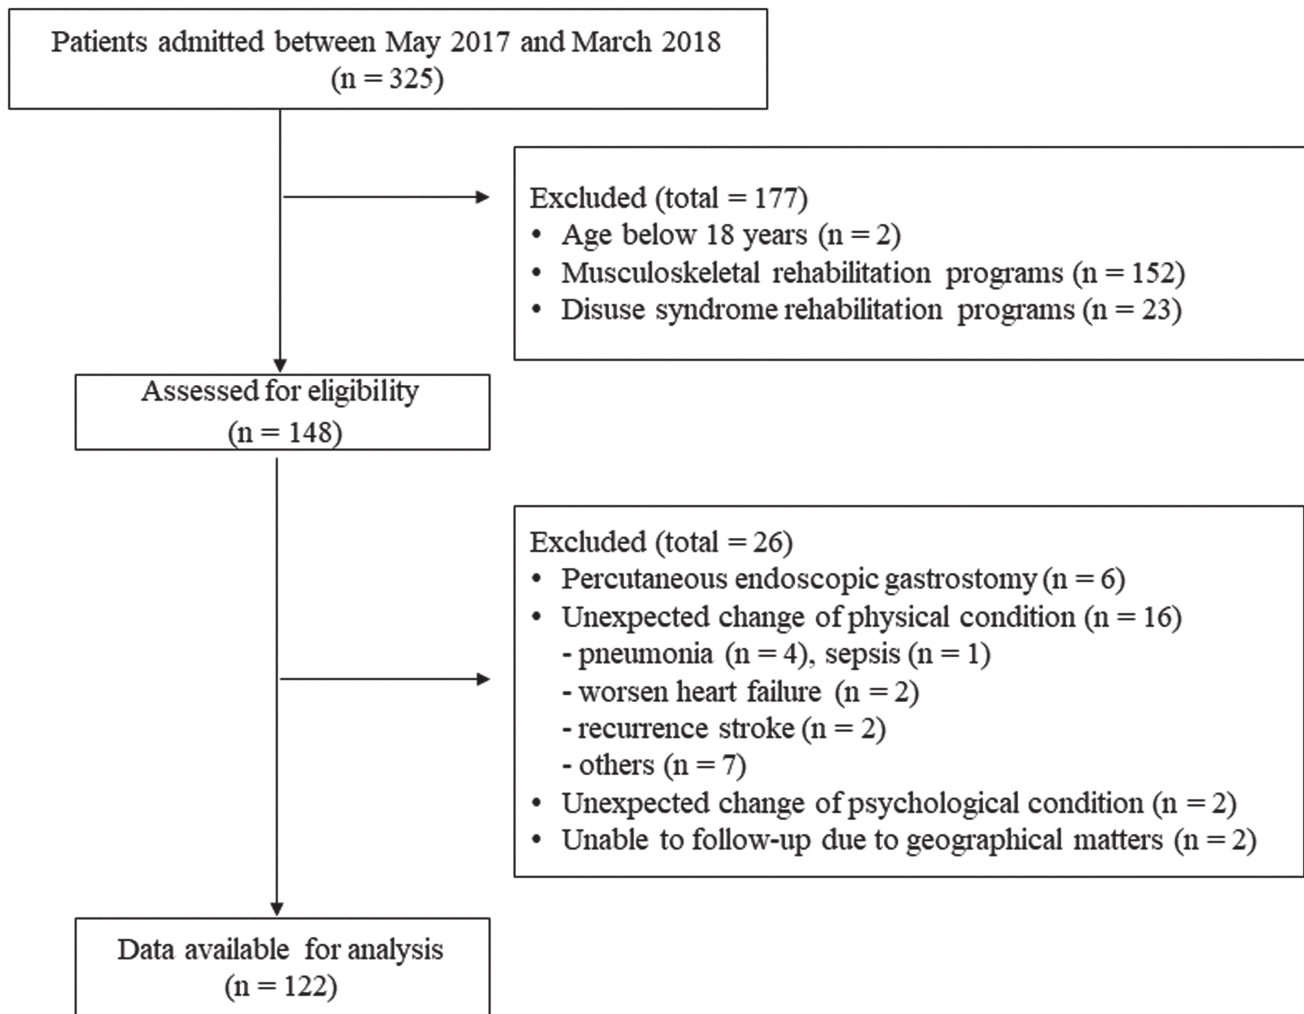 Patients admitted between May 2017 and March 2018
(n = 325)
Excluded (total = 177)
• Age below 18 years (n = 2)
• Musculoskeletal rehabilitation programs (n = 152)
• Disuse syndrome rehabilitation programs (n = 23)
Assessed for eligibility
(n = 148)
Excluded (total = 26)
• Percutaneous endoscopic gastrostomy (n = 6)
• Unexpected change of physical condition (n = 16)
- pneumonia (n = 4), sepsis (n = 1)
- worsen heart failure (n = 2)
- recurrence stroke (n = 2)
- others (n = 7)
• Unexpected change of psychological condition (n = 2)
• Unable to follow-up due to geographical matters (n = 2)
Data available for analysis
(n = 122)